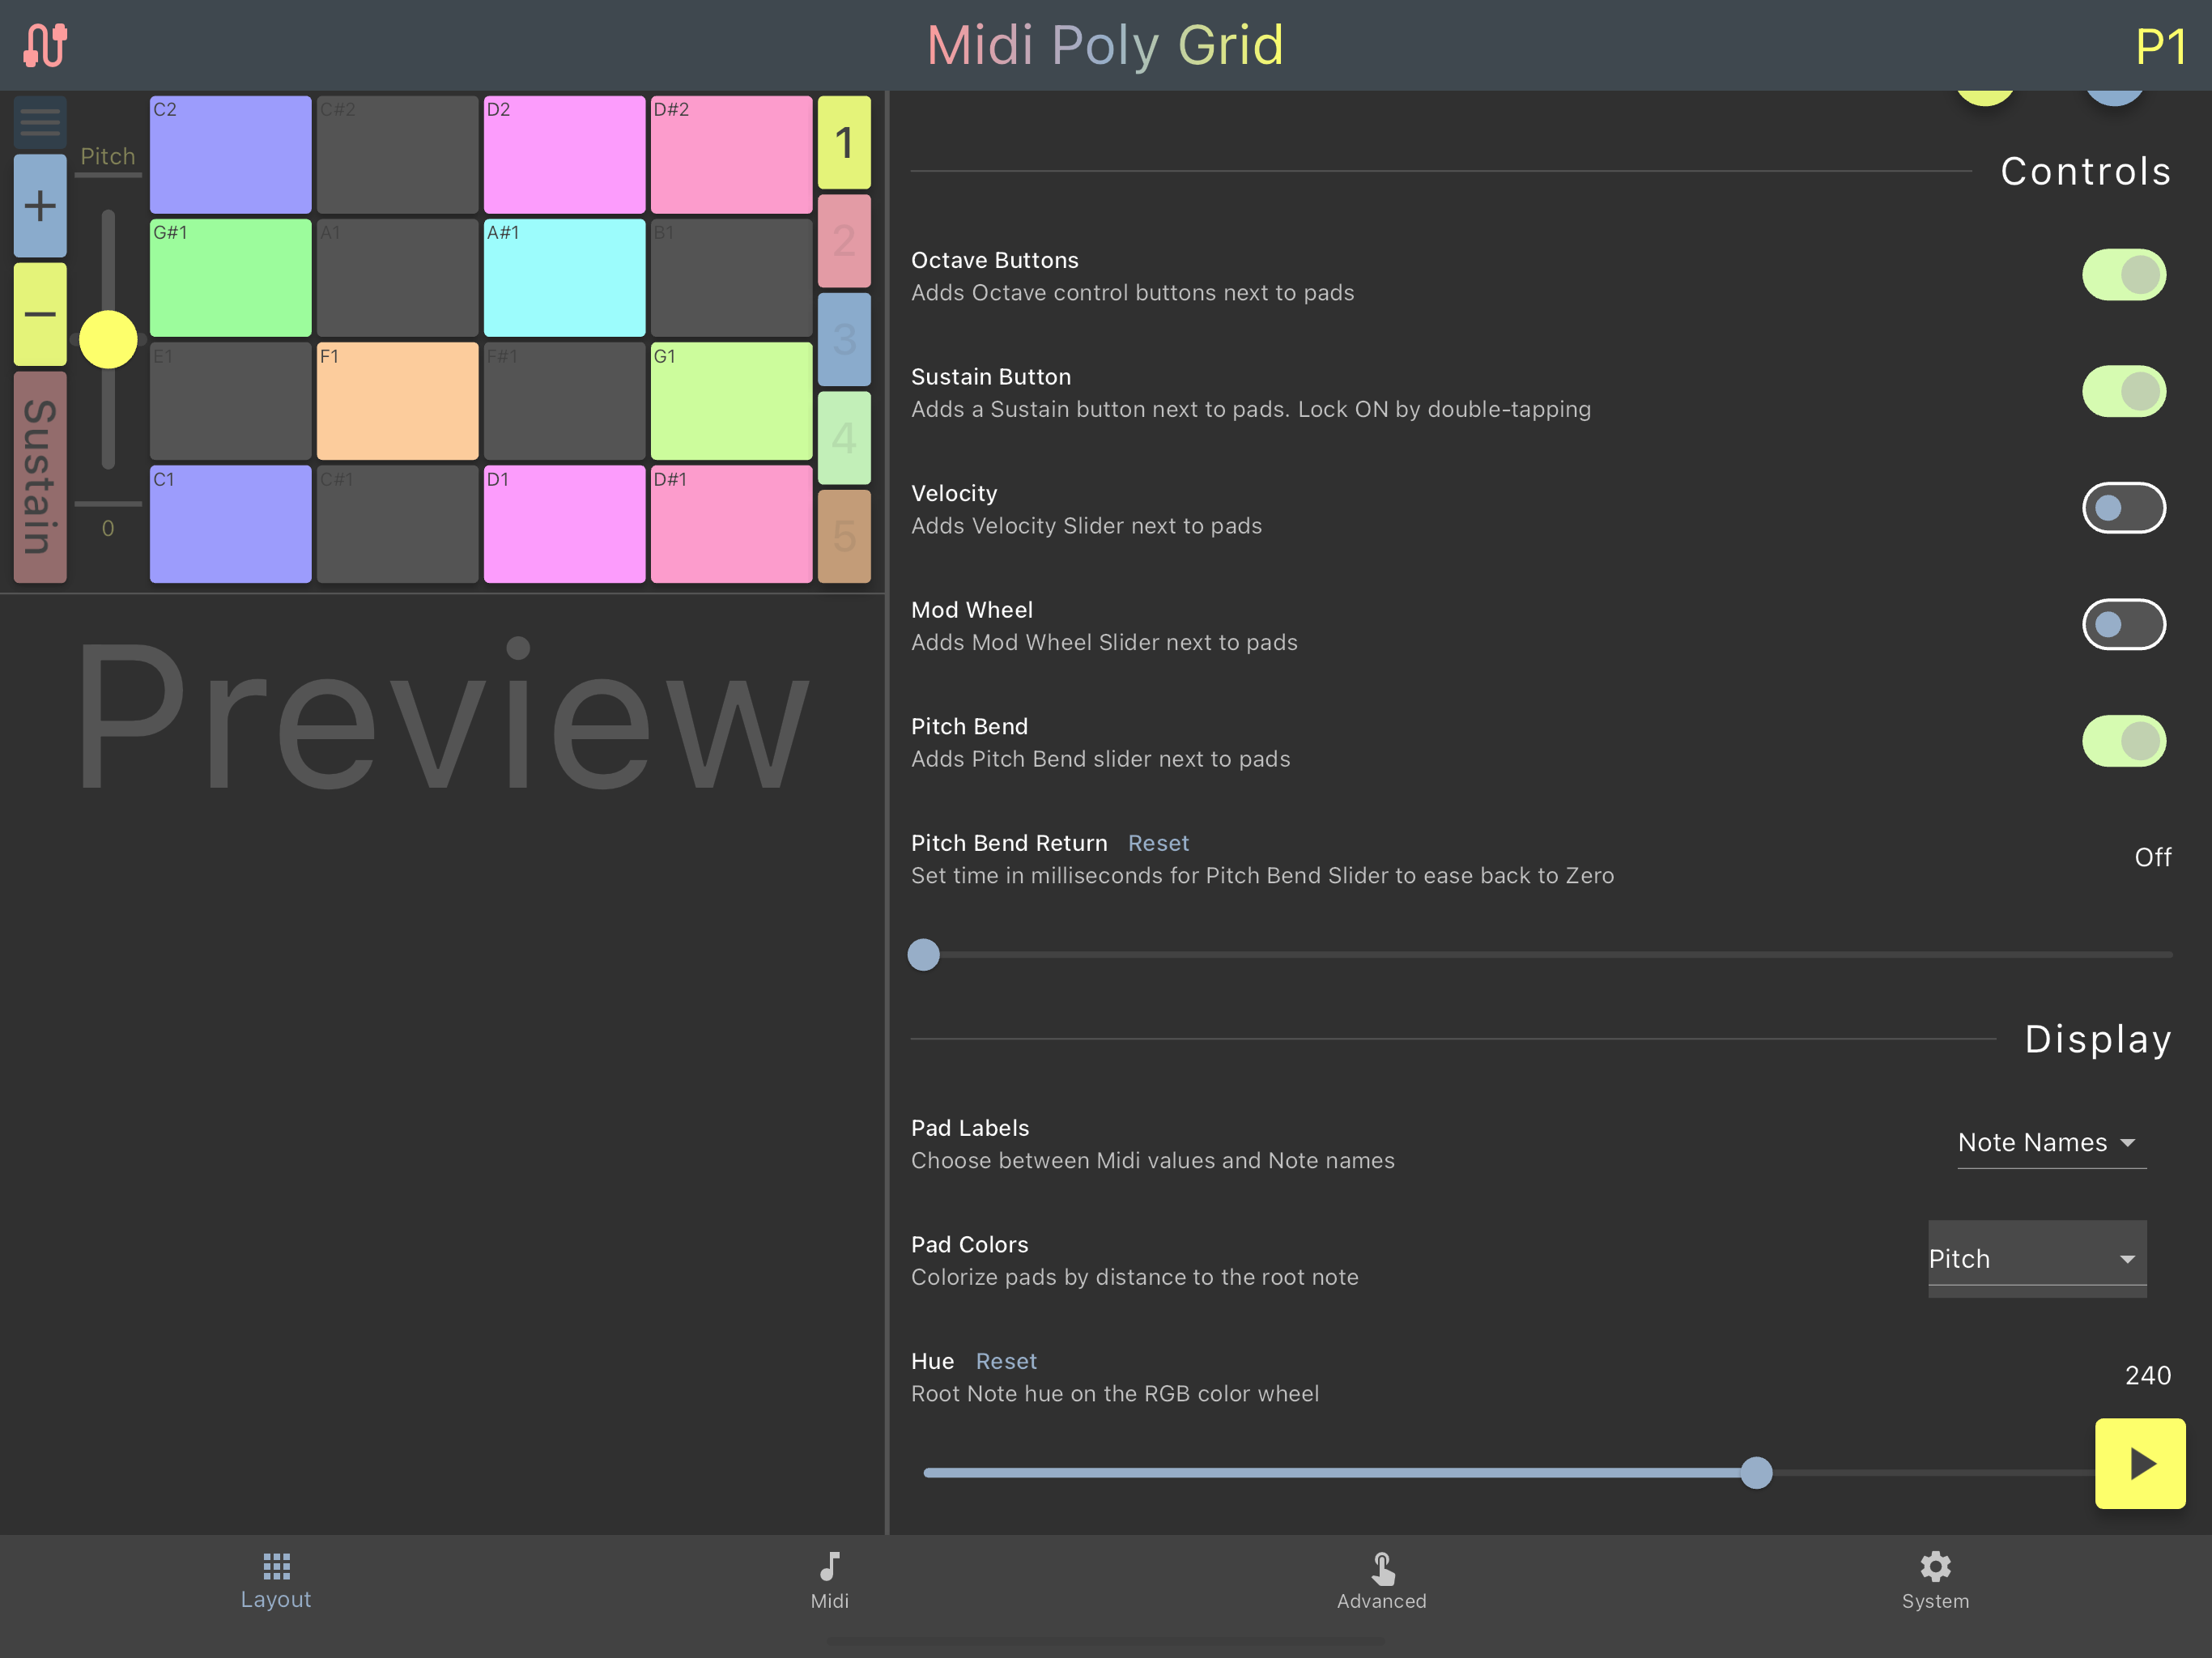 Midi Poly Grid
P1
Pitch
+
−
Sustain
0
C2
C#2
D2
D#2
G#1
A1
A#1
B1
E1
F1
F#1
G1
C1
C#1
D1
D#1
1
2
3
4
5
Preview
Controls
Octave Buttons
Adds Octave control buttons next to pads
Sustain Button
Adds a Sustain button next to pads. Lock ON by double-tapping
Velocity
Adds Velocity Slider next to pads
Mod Wheel
Adds Mod Wheel Slider next to pads
Pitch Bend
Adds Pitch Bend slider next to pads
Pitch Bend Return Reset
Set time in milliseconds for Pitch Bend Slider to ease back to Zero
Off
Display
Pad Labels
Choose between Midi values and Note names
Note Names
Pad Colors
Colorize pads by distance to the root note
Pitch
Hue Reset
Root Note hue on the RGB color wheel
240
Layout
Midi
Advanced
System